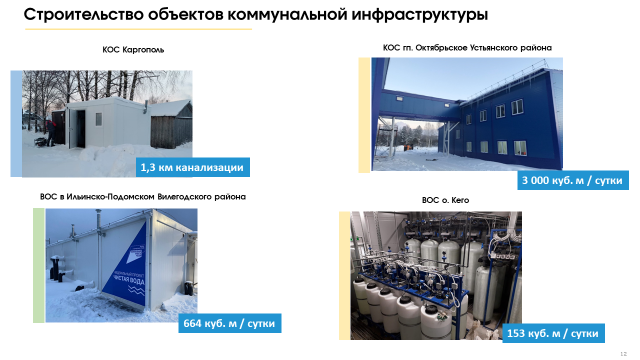 Строительство объектов коммунальной инфраструктуры
КОС Каргополь
КОС гп. Октябрьское Устьянского района
1,3 км канализации
3 000 куб. м / сутки
ВОС в Ильинско-Подомском Вилегодского района
ВОС о. Кего
ЧИСТАЯ ВОДА
664 куб. м / сутки
153 куб. м / сутки
12